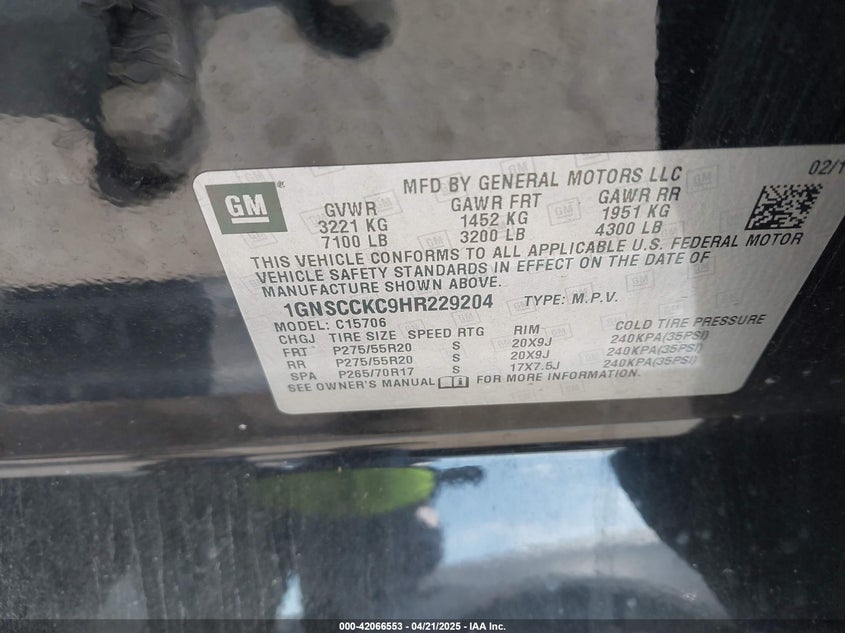 GM
MFD BY GENERAL MOTORS LLC
02/1
GVWR GAWR FRT GAWR RR
3221 KG 1452 KG 1951 KG
7100 LB 3200 LB 4300 LB
THIS VEHICLE CONFORMS TO ALL APPLICABLE U.S. FEDERAL MOTOR
VEHICLE SAFETY STANDARDS IN EFFECT ON THE DATE OF
MANUFACTURE SHOWN ABOVE.
1GNSCCKC9HR229204 TYPE: M.P.V.
MODEL: C15706
CHGJ TIRE SIZE SPEED RTG RIM COLD TIRE PRESSURE
FRT P275/55R20 S 20X9J 240KPA(35PSI)
RR P275/55R20 S 20X9J 240KPA(35PSI)
SPA P265/70R17 S 17X7.5J 240KPA(35PSI)
SEE OWNER'S MANUAL FOR MORE INFORMATION.
000-42066553 - 04/21/2025 - IAA Inc.